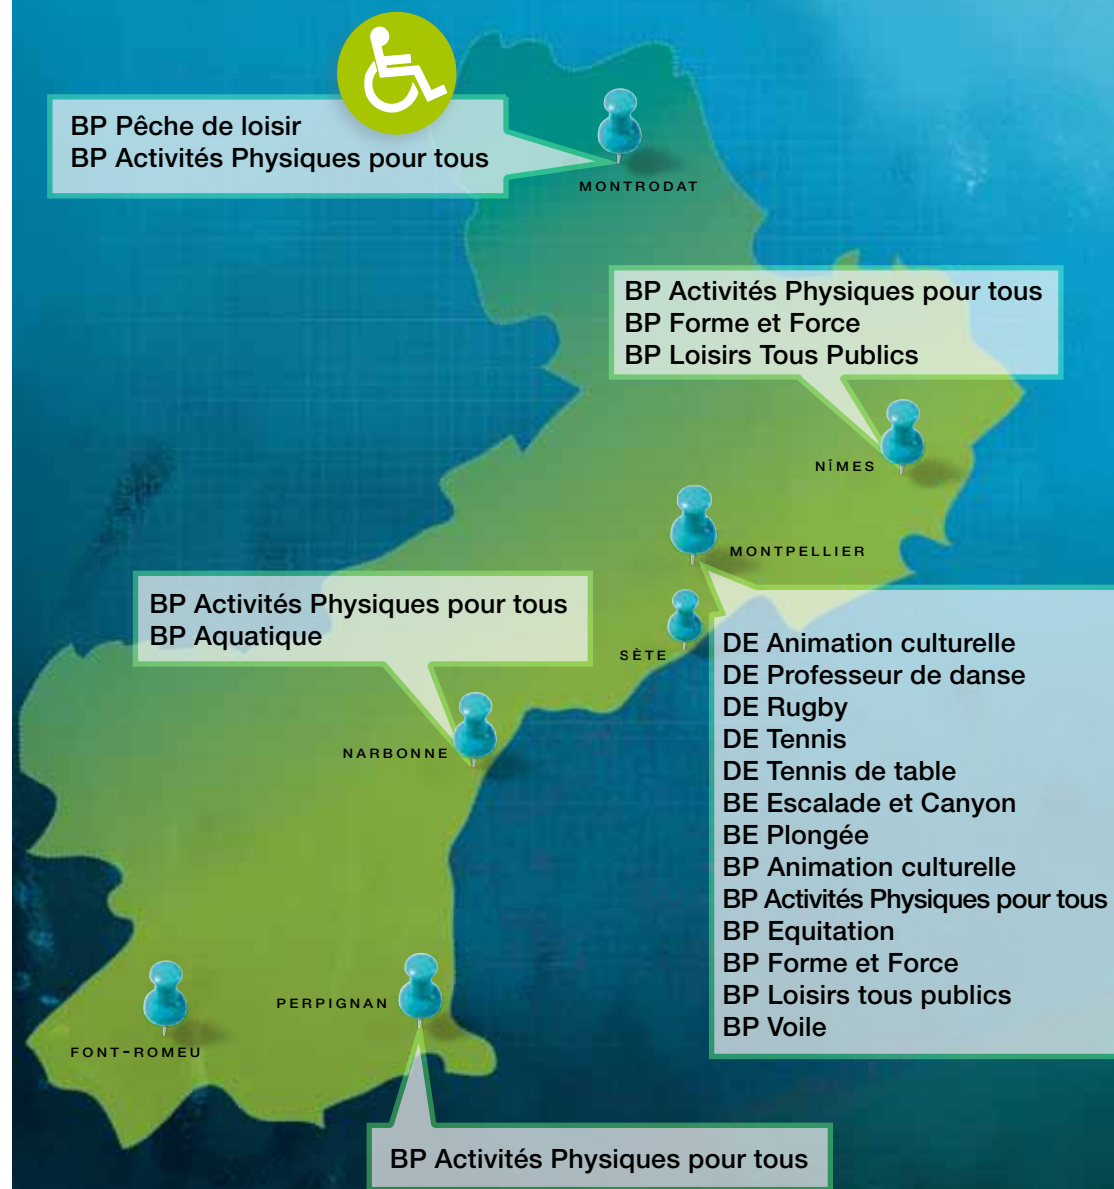 BP Pêche de loisir
BP Activités Physiques pour tous
MONTRODAT
BP Activités Physiques pour tous
BP Forme et Force
BP Loisirs Tous Publics
NÎMES
MONTPELLIER
BP Activités Physiques pour tous
BP Aquatique
SÈTE
NARBONNE
DE Animation culturelle
DE Professeur de danse
DE Rugby
DE Tennis
DE Tennis de table
BE Escalade et Canyon
BE Plongée
BP Animation culturelle
BP Activités Physiques pour tous
BP Equitation
BP Forme et Force
BP Loisirs tous publics
BP Voile
PERPIGNAN
FONT-ROMEU
BP Activités Physiques pour tous